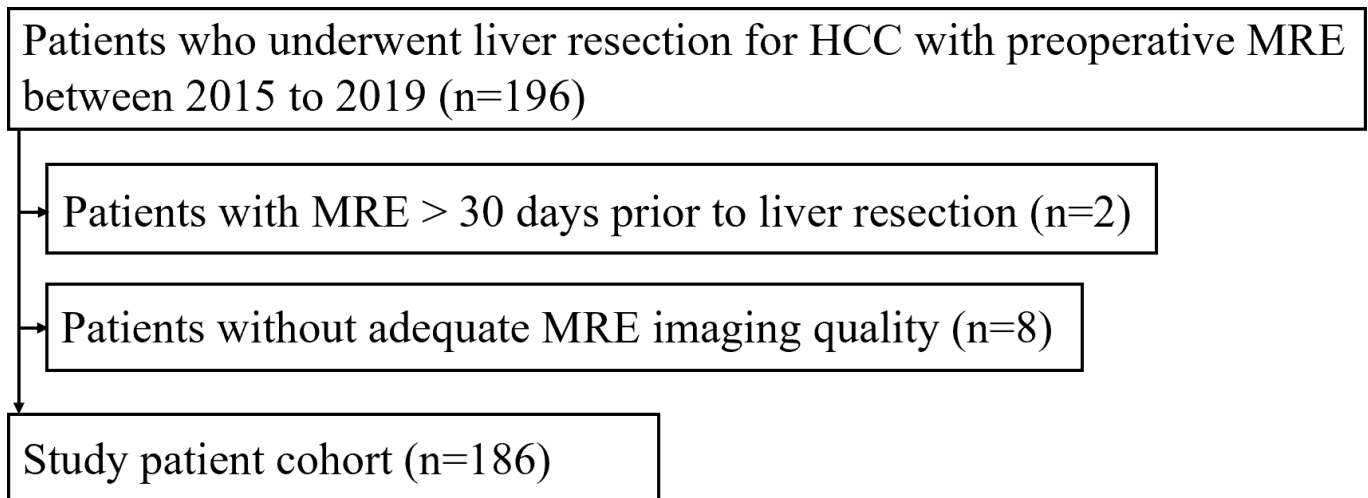 Patients who underwent liver resection for HCC with preoperative MRE
between 2015 to 2019 (n=196)
Patients with MRE > 30 days prior to liver resection (n=2)
Patients without adequate MRE imaging quality (n=8)
Study patient cohort (n=186)